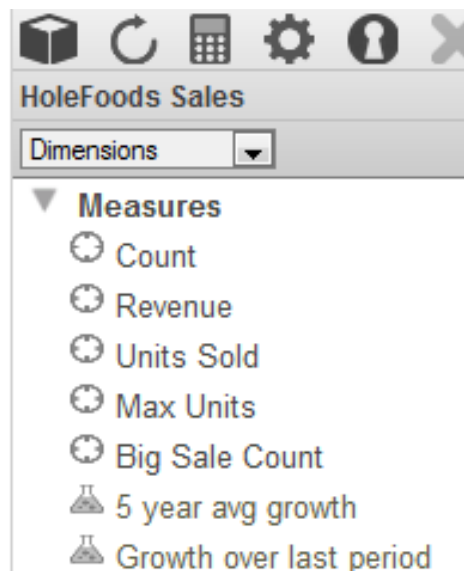 HoleFoods Sales
Dimensions
Measures
Count
Revenue
Units Sold
Max Units
Big Sale Count
5 year avg growth
Growth over last period